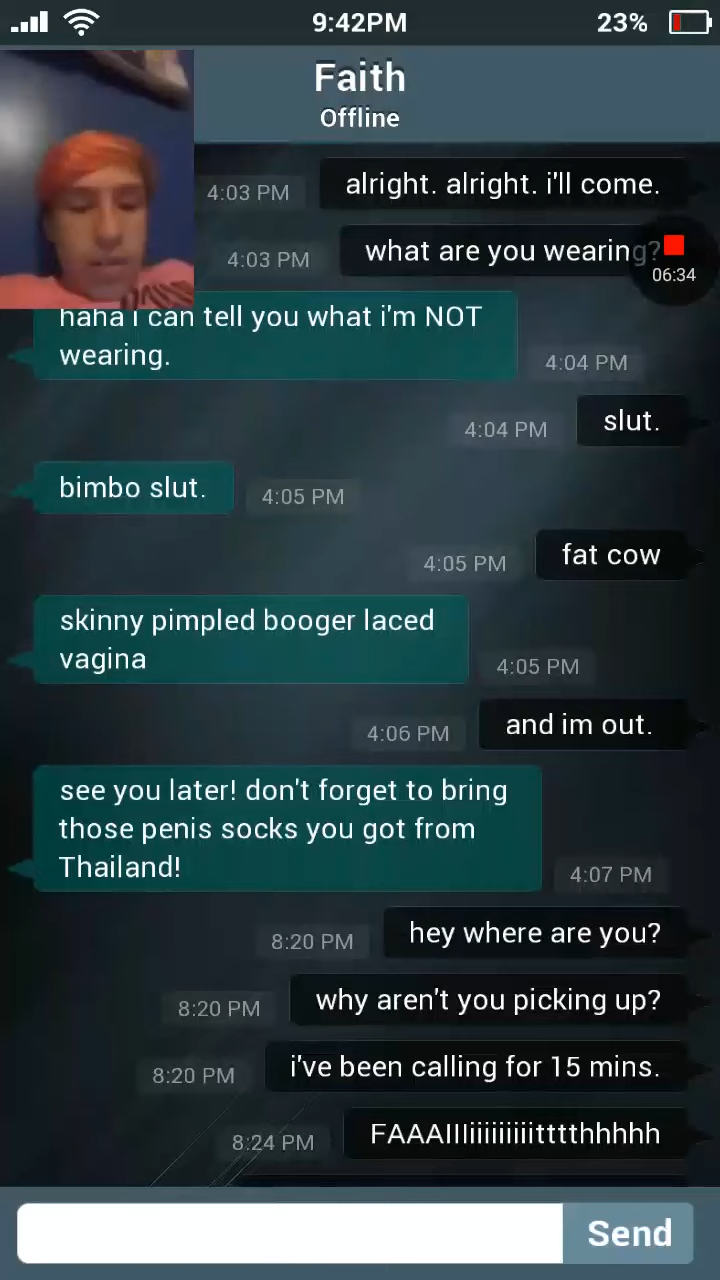 9:42PM
23%
Faith
Offline
4:03 PM
alright. alright. i'll come.
4:03 PM
what are you wearing?
06:34
haha i can tell you what i'm NOT
wearing.
4:04 PM
4:04 PM
slut.
bimbo slut.
4:05 PM
4:05 PM
fat cow
skinny pimpled booger laced
vagina
4:05 PM
4:06 PM
and im out.
see you later! don't forget to bring
those penis socks you got from
Thailand!
4:07 PM
8:20 PM
hey where are you?
8:20 PM
why aren't you picking up?
8:20 PM
i've been calling for 15 mins.
8:24 PM
FAAAIIIiiiiiiiiittttthhhhh
Send